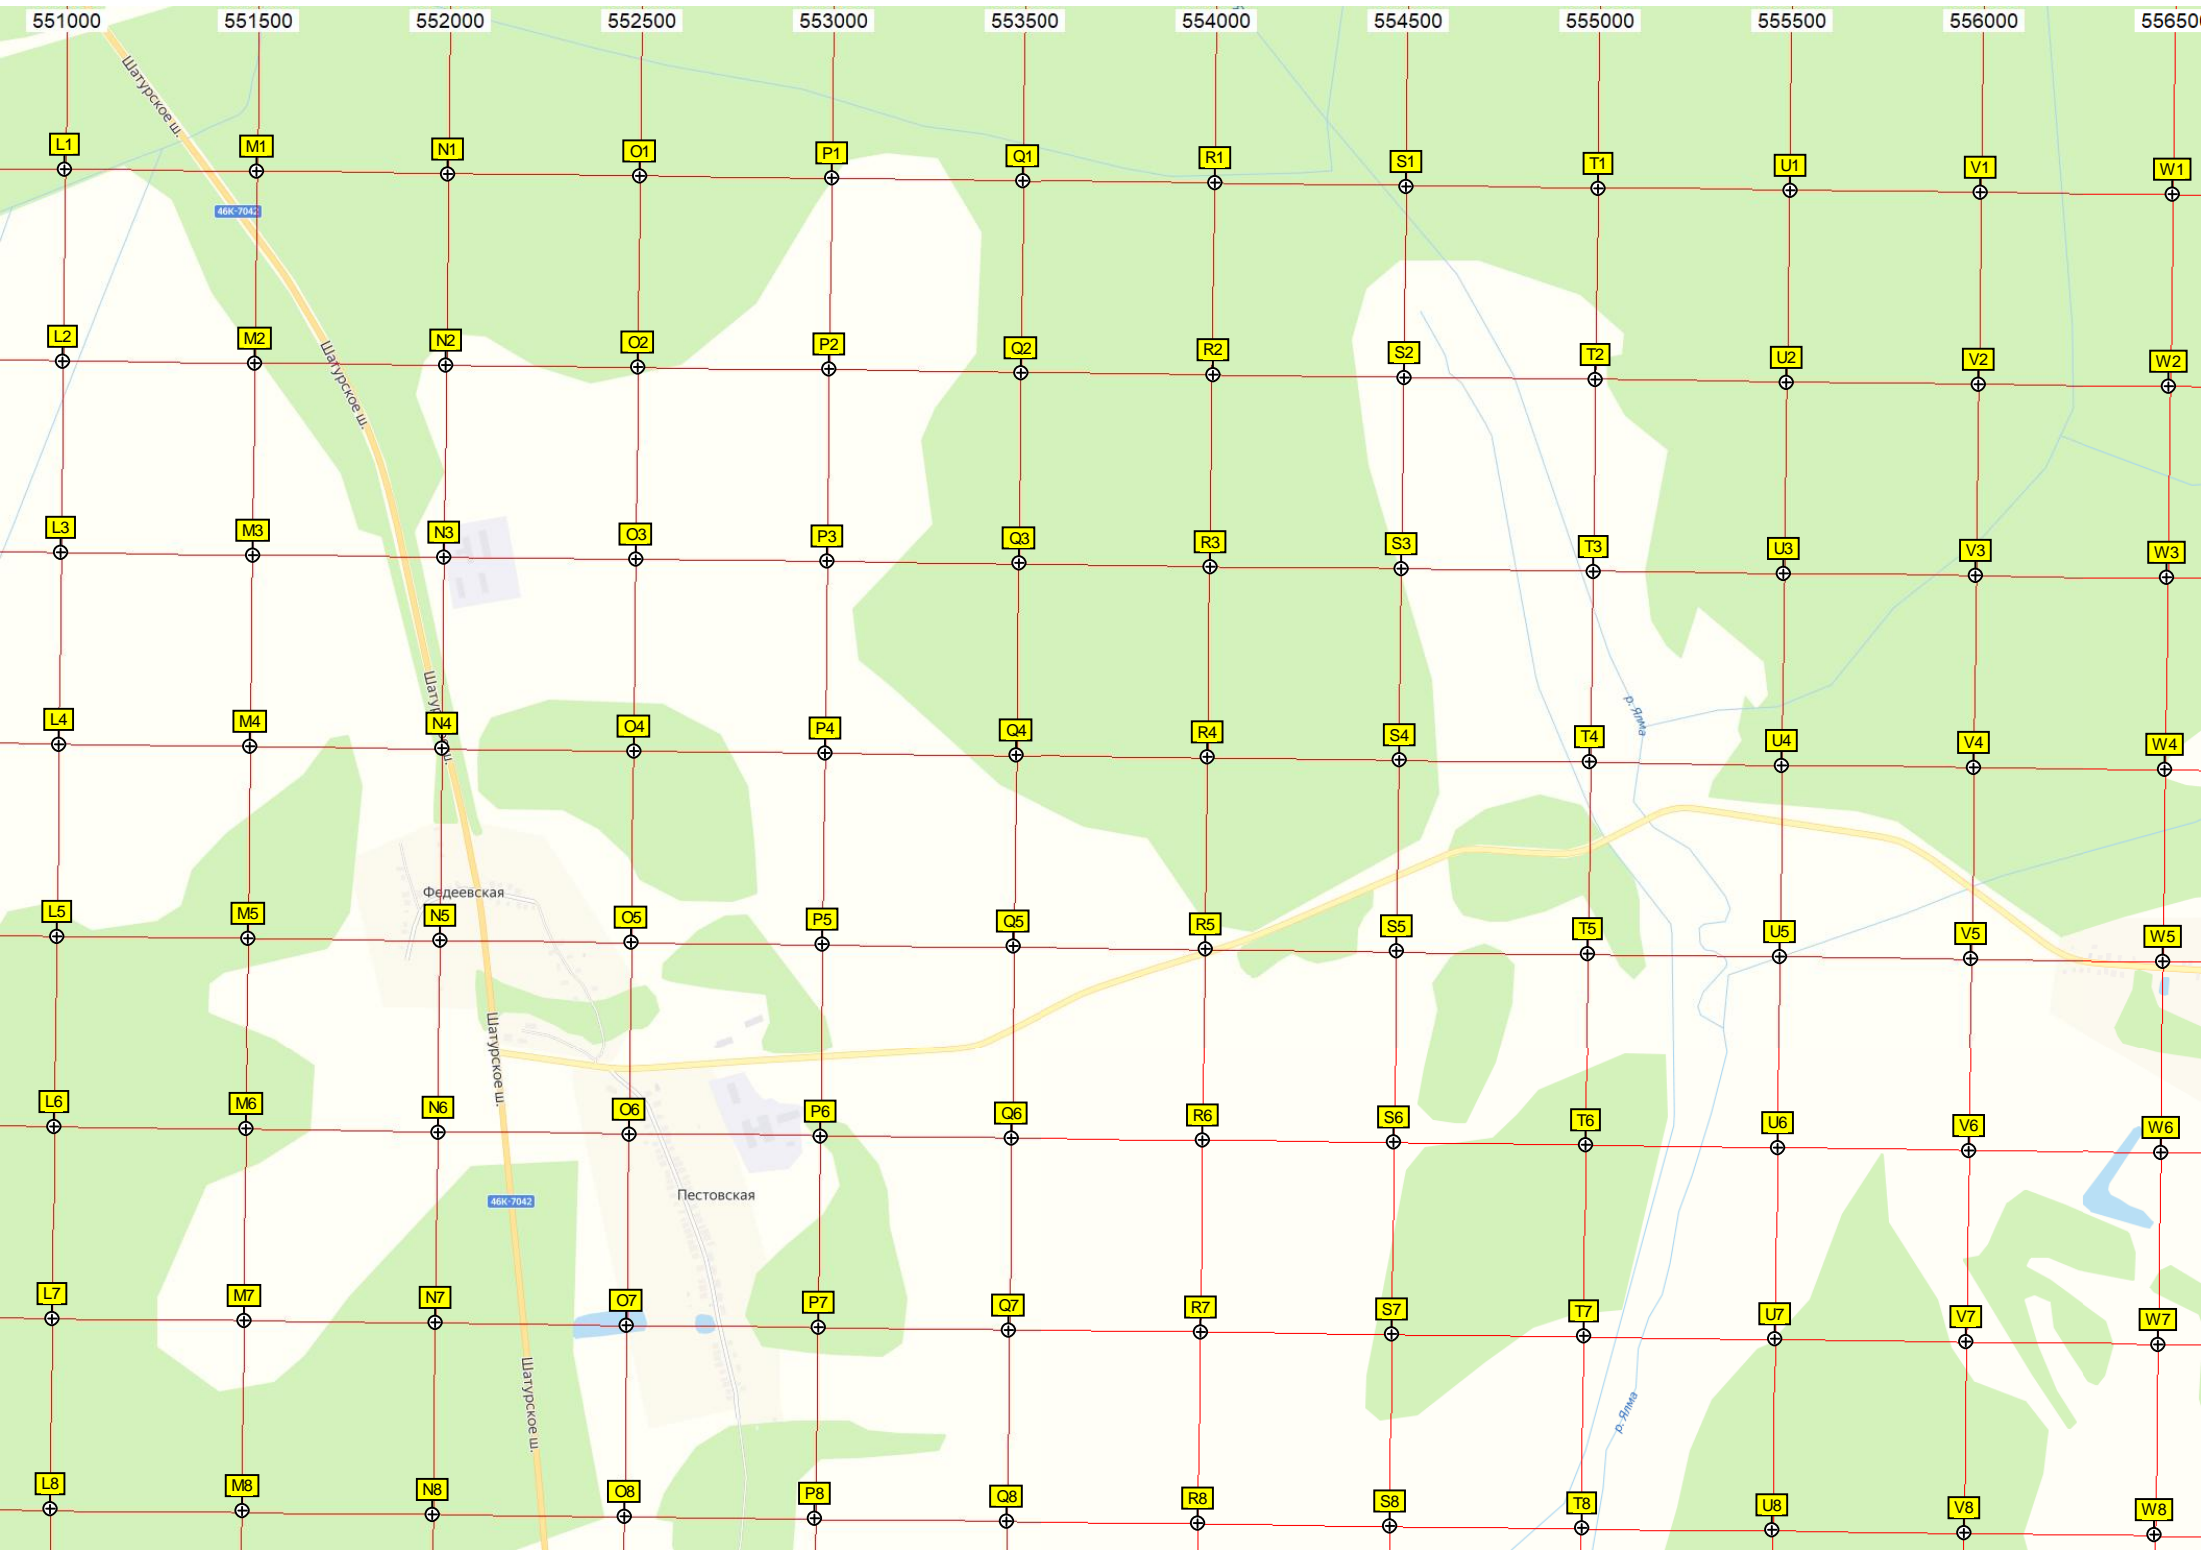 551000 551500 552000 552500 553000 553500 554000 554500 555000 555500 556000
Шатурское ш.
L1 M1 N1 O1 P1 Q1 R1 S1 T1 U1 V1 W1
46К-7042
L2 M2 N2 O2 P2 Q2 R2 S2 T2 U2 V2 W2
Шатурское ш.
L3 M3 N3 O3 P3 Q3 R3 S3 T3 U3 V3 W3
р. Ялма
L4 M4 N4 O4 P4 Q4 R4 S4 T4 U4 V4 W4
Федеевская
L5 M5 N5 O5 P5 Q5 R5 S5 T5 U5 V5 W5
Шатурское ш.
L6 M6 N6 O6 P6 Q6 R6 S6 T6 U6 V6 W6
46К-7042
Пестовская
L7 M7 N7 O7 P7 Q7 R7 S7 T7 U7 V7 W7
Шатурское ш.
р. Ялма
L8 M8 N8 O8 P8 Q8 R8 S8 T8 U8 V8 W8